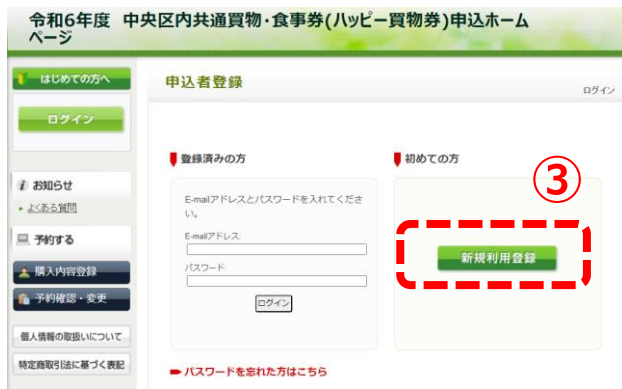 令和6年度 中央区内共通買物・食事券(ハッピー買物券)申込ホーム
ページ
はじめての方へ
ログイン
お知らせ
よくある質問
予約する
購入内容登録
予約確認・変更
個人情報の取扱いについて
特定商取引法に基づく表記
申込者登録
ログイン
登録済みの方
E-mailアドレスとパスワードを入れてくださ
い。
E-mailアドレス:
パスワード:
ログイン
パスワードを忘れた方はこちら
初めての方
③
新規利用登録